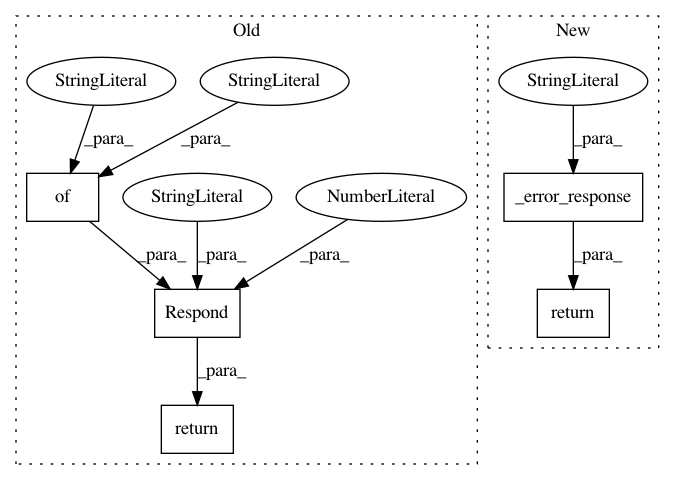 Old
New
StringLiteral
StringLiteral
StringLiteral
_para_
_para_
_para_
of
StringLiteral
NumberLiteral
_error_response
_para_
_para_
_para_
_para_
Respond
return
_para_
return